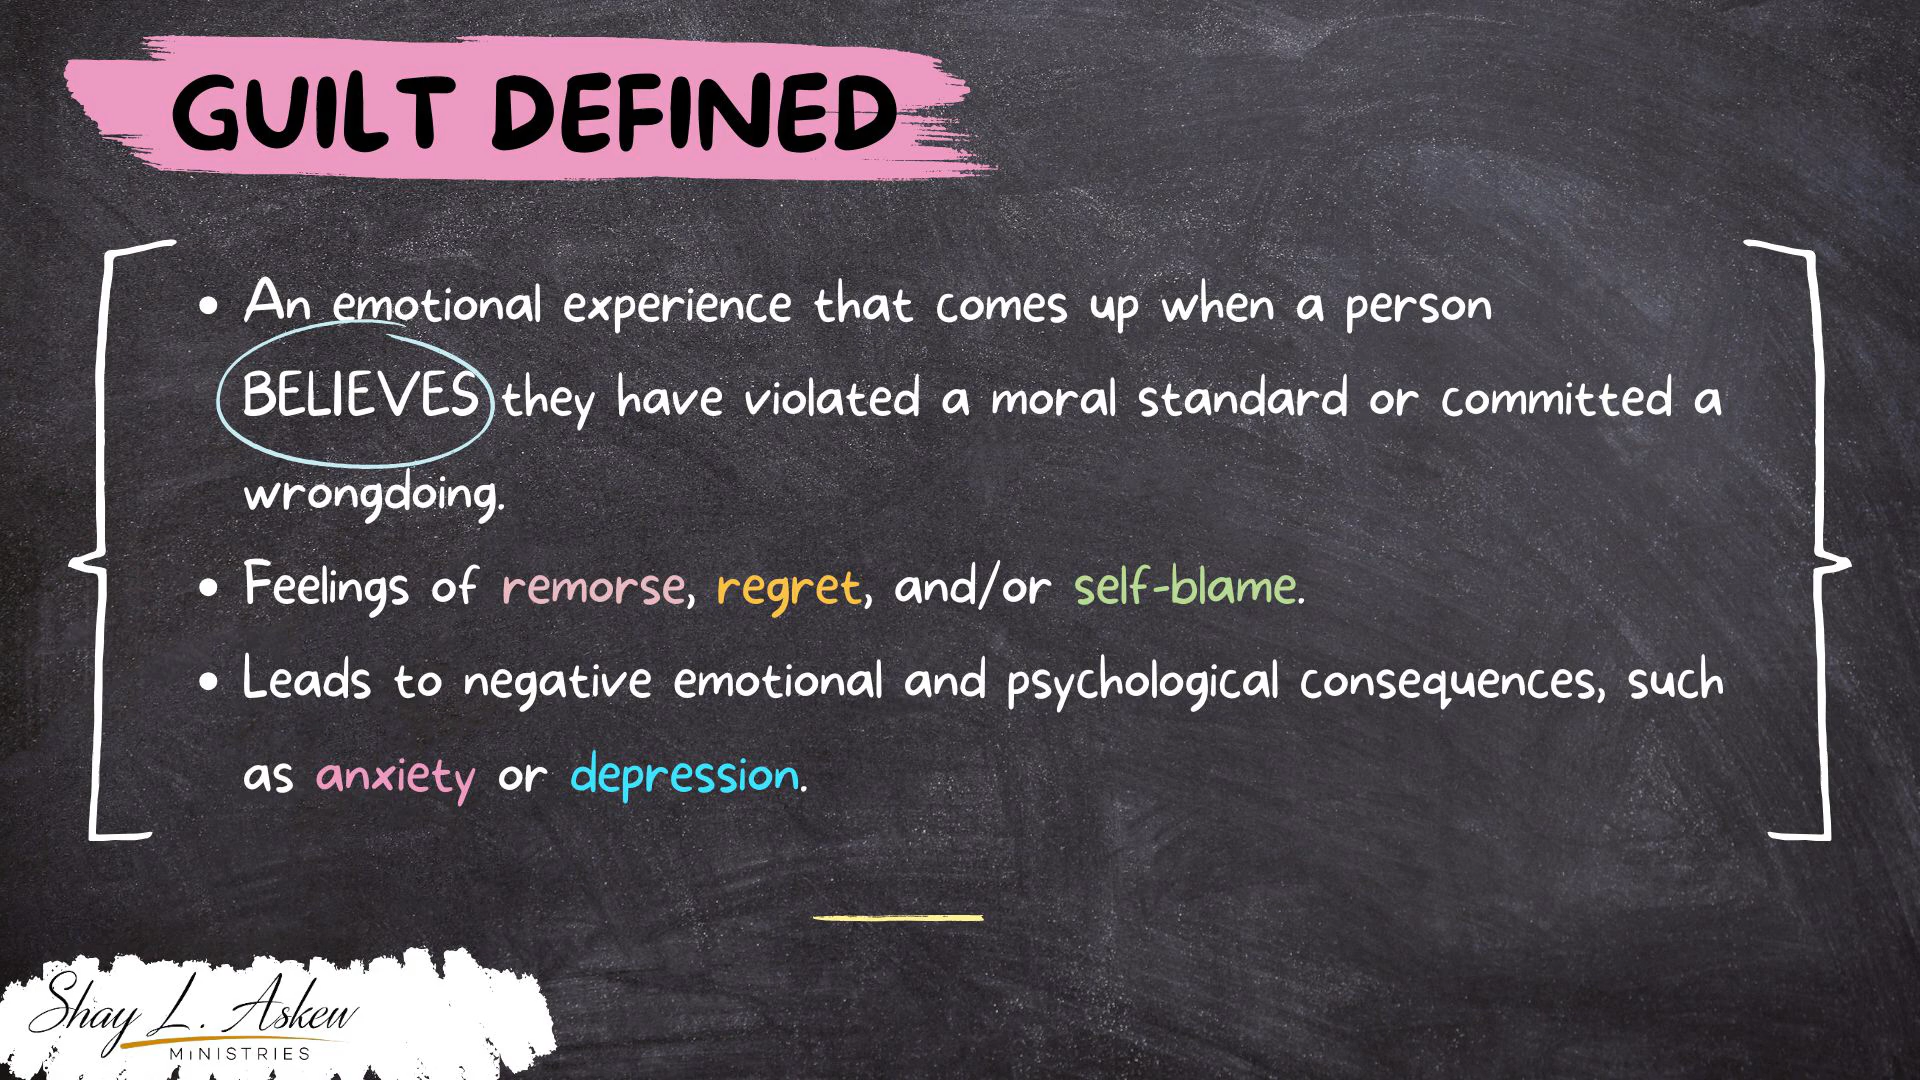 GUILT DEFINED
• An emotional experience that comes up when a person
BELIEVES they have violated a moral standard or committed a
wrongdoing.
• Feelings of remorse, regret, and/or self-blame.
• Leads to negative emotional and psychological consequences, such
as anxiety or depression.
Shay L. Askew
MINISTRIES